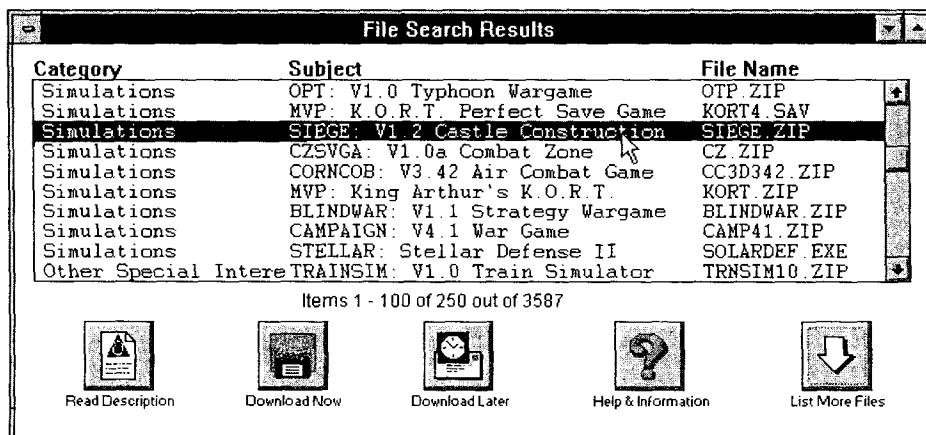 File Search Results
Category Subject File Name
Simulations OPT: V1.0 Typhoon Wargame OTP.ZIP
Simulations MVP: K.O.R.T. Perfect Save Game KORT4.SAV
Simulations SIEGE: V1.2 Castle Construction SIEGE.ZIP
Simulations CZSVGA: V1.0a Combat Zone CZ.ZIP
Simulations CORNCOB: V3.42 Air Combat Game CC3D342.ZIP
Simulations MVP: King Arthur's K.O.R.T. KORT.ZIP
Simulations BLINDWAR: V1.1 Strategy Wargame BLINDWAR.ZIP
Simulations CAMPAIGN: V4.1 War Game CAMP41.ZIP
Simulations STELLAR: Stellar Defense II SOLARDEF.EXE
Other Special Intere TRAINSIM: V1.0 Train Simulator TRNSIM10.ZIP
Items 1 - 100 of 250 out of 3587
Read Description Download Now Download Later Help & Information List More Files